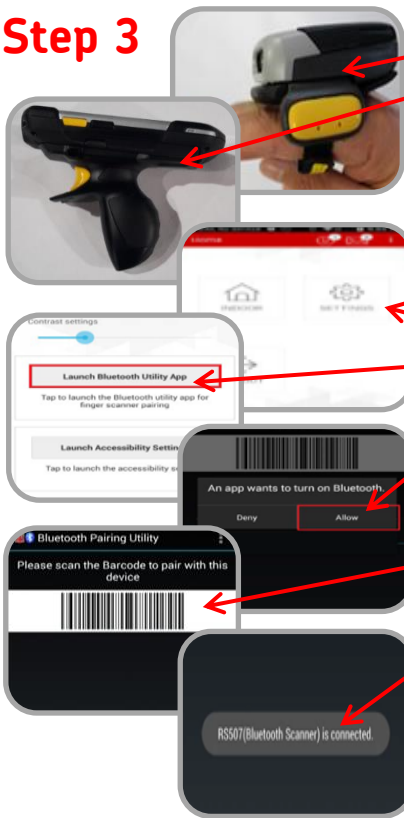 Step 3
Home
INDOOR
SETTINGS
Contrast settings
Launch Bluetooth Utility App
Tap to launch the Bluetooth utility app for
finger scanner pairing
Launch Accessibility Settin
Tap to launch the accessibility se
An app wants to turn on Bluetooth.
Deny
Allow
Bluetooth Pairing Utility
Please scan the Barcode to pair with this
device
RS507(Bluetooth Scanner) is connected.